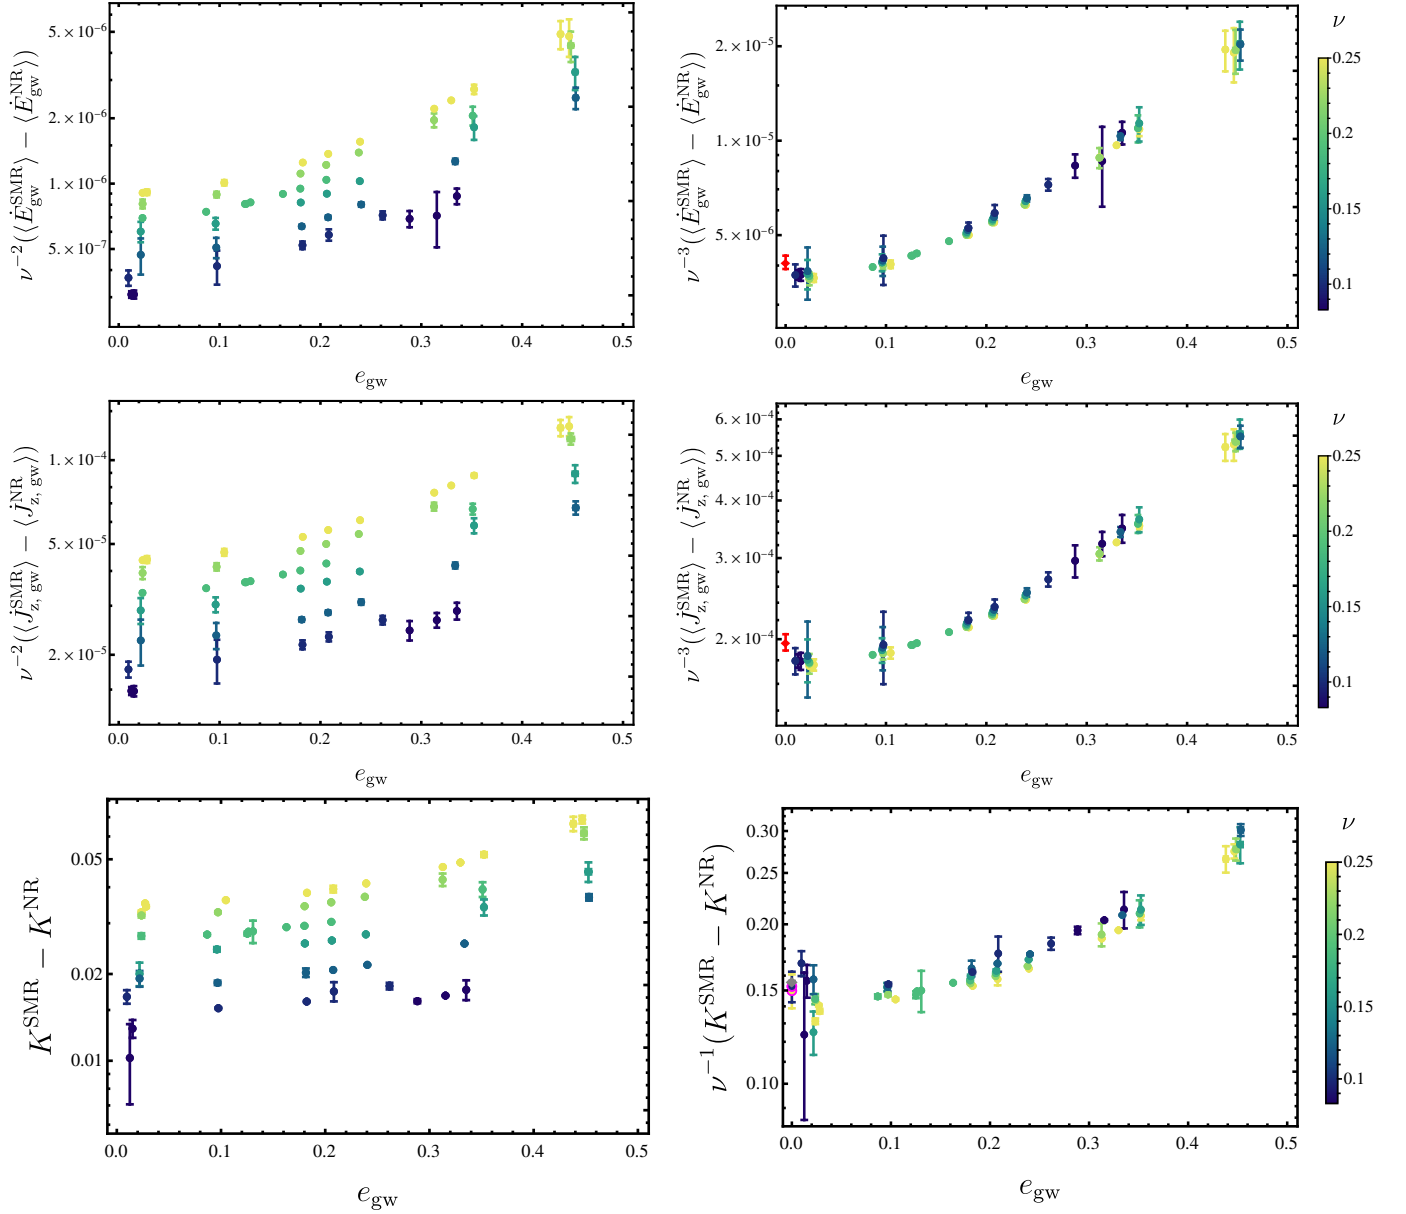 5.×10⁻⁶
2.×10⁻⁶
1.×10⁻⁶
5.×10⁻⁷
ν⁻²(⟨Ė_gw^SMR⟩ − ⟨Ė_gw^NR⟩)
0.0 0.1 0.2 0.3 0.4 0.5
e_gw
2.×10⁻⁵
1.×10⁻⁵
5.×10⁻⁶
ν⁻³(⟨Ė_gw^SMR⟩ − ⟨Ė_gw^NR⟩)
0.0 0.1 0.2 0.3 0.4 0.5
e_gw
ν
0.25
0.2
0.15
0.1
1.×10⁻⁴
5.×10⁻⁵
2.×10⁻⁵
ν⁻²(⟨J̇_z, gw^SMR⟩ − ⟨J̇_z, gw^NR⟩)
0.0 0.1 0.2 0.3 0.4 0.5
e_gw
6.×10⁻⁴
5.×10⁻⁴
4.×10⁻⁴
3.×10⁻⁴
2.×10⁻⁴
ν⁻³(⟨J̇_z, gw^SMR⟩ − ⟨J̇_z, gw^NR⟩)
0.0 0.1 0.2 0.3 0.4 0.5
e_gw
ν
0.25
0.2
0.15
0.1
0.05
0.02
0.01
K^SMR − K^NR
0.0 0.1 0.2 0.3 0.4 0.5
e_gw
0.30
0.25
0.20
0.15
0.10
ν⁻¹(K^SMR − K^NR)
0.0 0.1 0.2 0.3 0.4 0.5
e_gw
ν
0.25
0.2
0.15
0.1